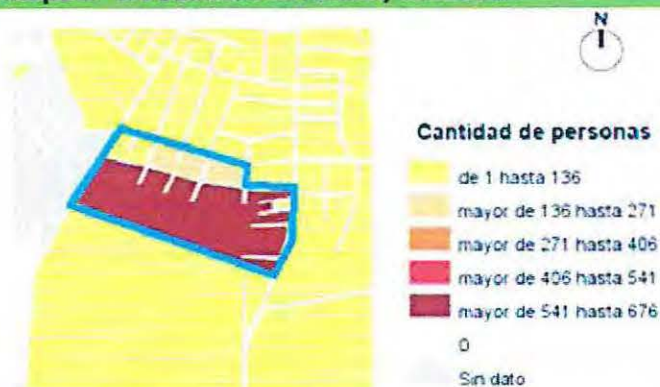 N
Cantidad de personas
de 1 hasta 136
mayor de 136 hasta 271
mayor de 271 hasta 406
mayor de 406 hasta 541
mayor de 541 hasta 676
0
Sin dato